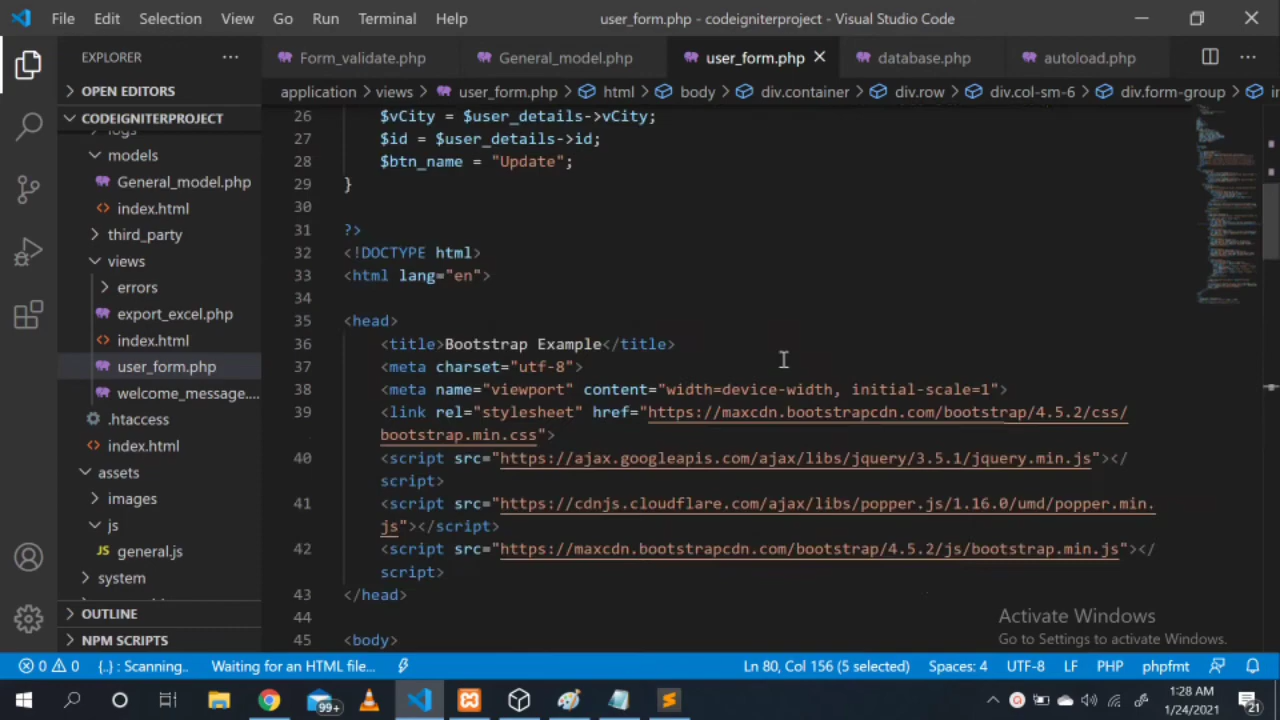 File Edit Selection View Go Run Terminal Help user_form.php - codeigniterproject - Visual Studio Code
EXPLORER
Form_validate.php General_model.php user_form.php database.php autoload.php
OPEN EDITORS
application > views > user_form.php > html > body > div.container > div.row > div.col-sm-6 > div.form-group >
CODEIGNITERPROJECT
logs
models
General_model.php
index.html
third_party
views
errors
export_excel.php
index.html
user_form.php
welcome_message....
.htaccess
index.html
assets
images
js
general.js
system
OUTLINE
NPM SCRIPTS
26 $vCity = $user_details->vCity;
27 $id = $user_details->id;
28 $btn_name = "Update";
29 }
30
31 ?>
32 <!DOCTYPE html>
33 <html lang="en">
34
35 <head>
36 <title>Bootstrap Example</title>
37 <meta charset="utf-8">
38 <meta name="viewport" content="width=device-width, initial-scale=1">
39 <link rel="stylesheet" href="https://maxcdn.bootstrapcdn.com/bootstrap/4.5.2/css/
bootstrap.min.css">
40 <script src="https://ajax.googleapis.com/ajax/libs/jquery/3.5.1/jquery.min.js"></
script>
41 <script src="https://cdnjs.cloudflare.com/ajax/libs/popper.js/1.16.0/umd/popper.min.
js"></script>
42 <script src="https://maxcdn.bootstrapcdn.com/bootstrap/4.5.2/js/bootstrap.min.js"></
script>
43 </head>
44
45 <body>
Activate Windows
Go to Settings to activate Windows.
0 0 {..} : Scanning.. Waiting for an HTML file... Ln 80, Col 156 (5 selected) Spaces: 4 UTF-8 LF PHP phpfmt
99+
1:28 AM
1/24/2021
21